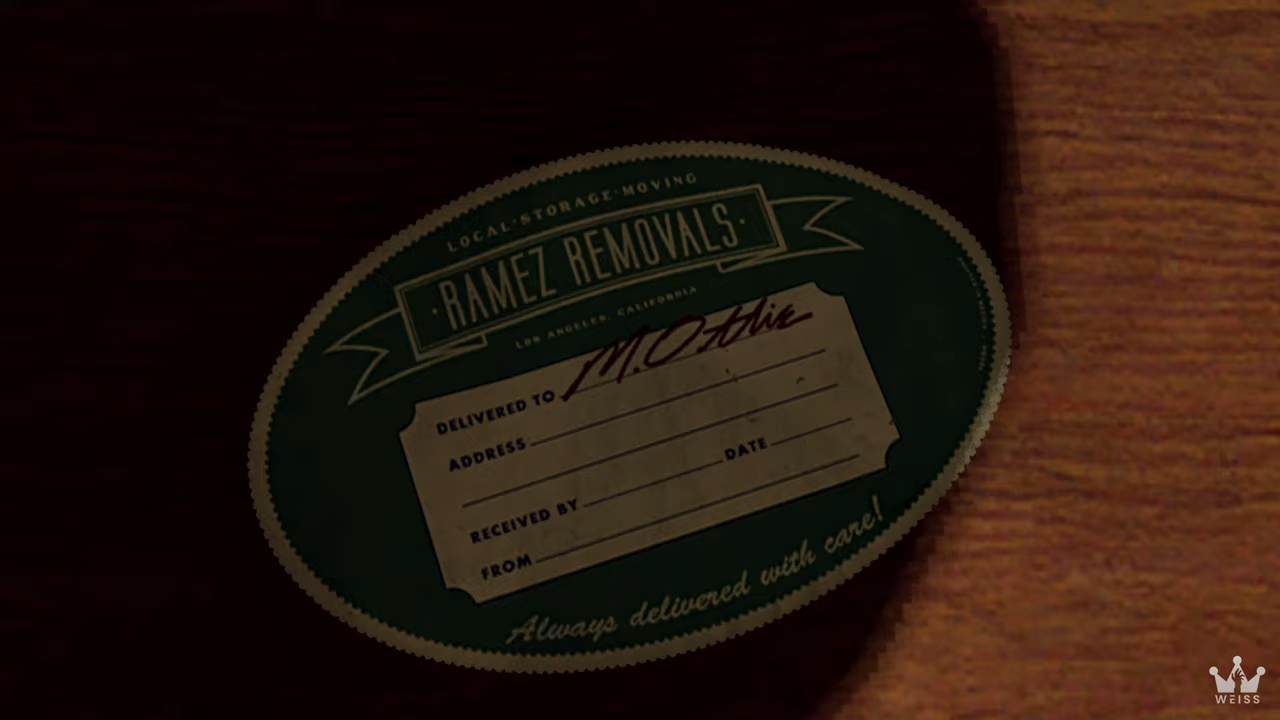 LOCAL·STORAGE·MOVING
·RAMEZ REMOVALS·
LOS ANGELES, CALIFORNIA
DELIVERED TO M. Ottlie
ADDRESS
RECEIVED BY DATE
FROM
Always delivered with care!
WEISS